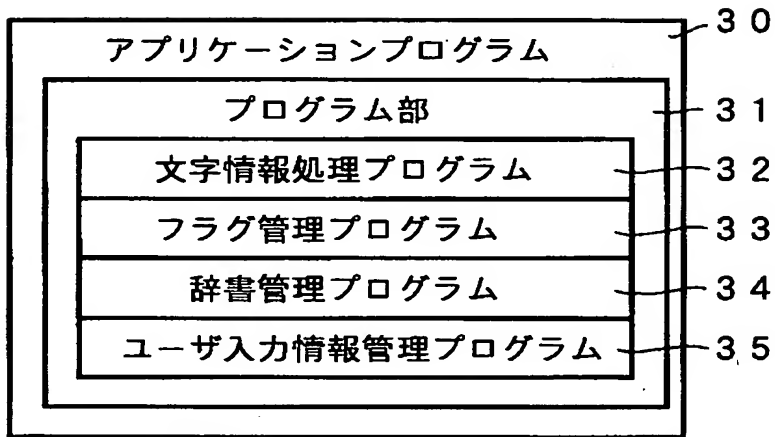 アプリケーションプログラム ３０
プログラム部 ３１
文字情報処理プログラム ３２
フラグ管理プログラム ３３
辞書管理プログラム ３４
ユーザ入力情報管理プログラム ３５